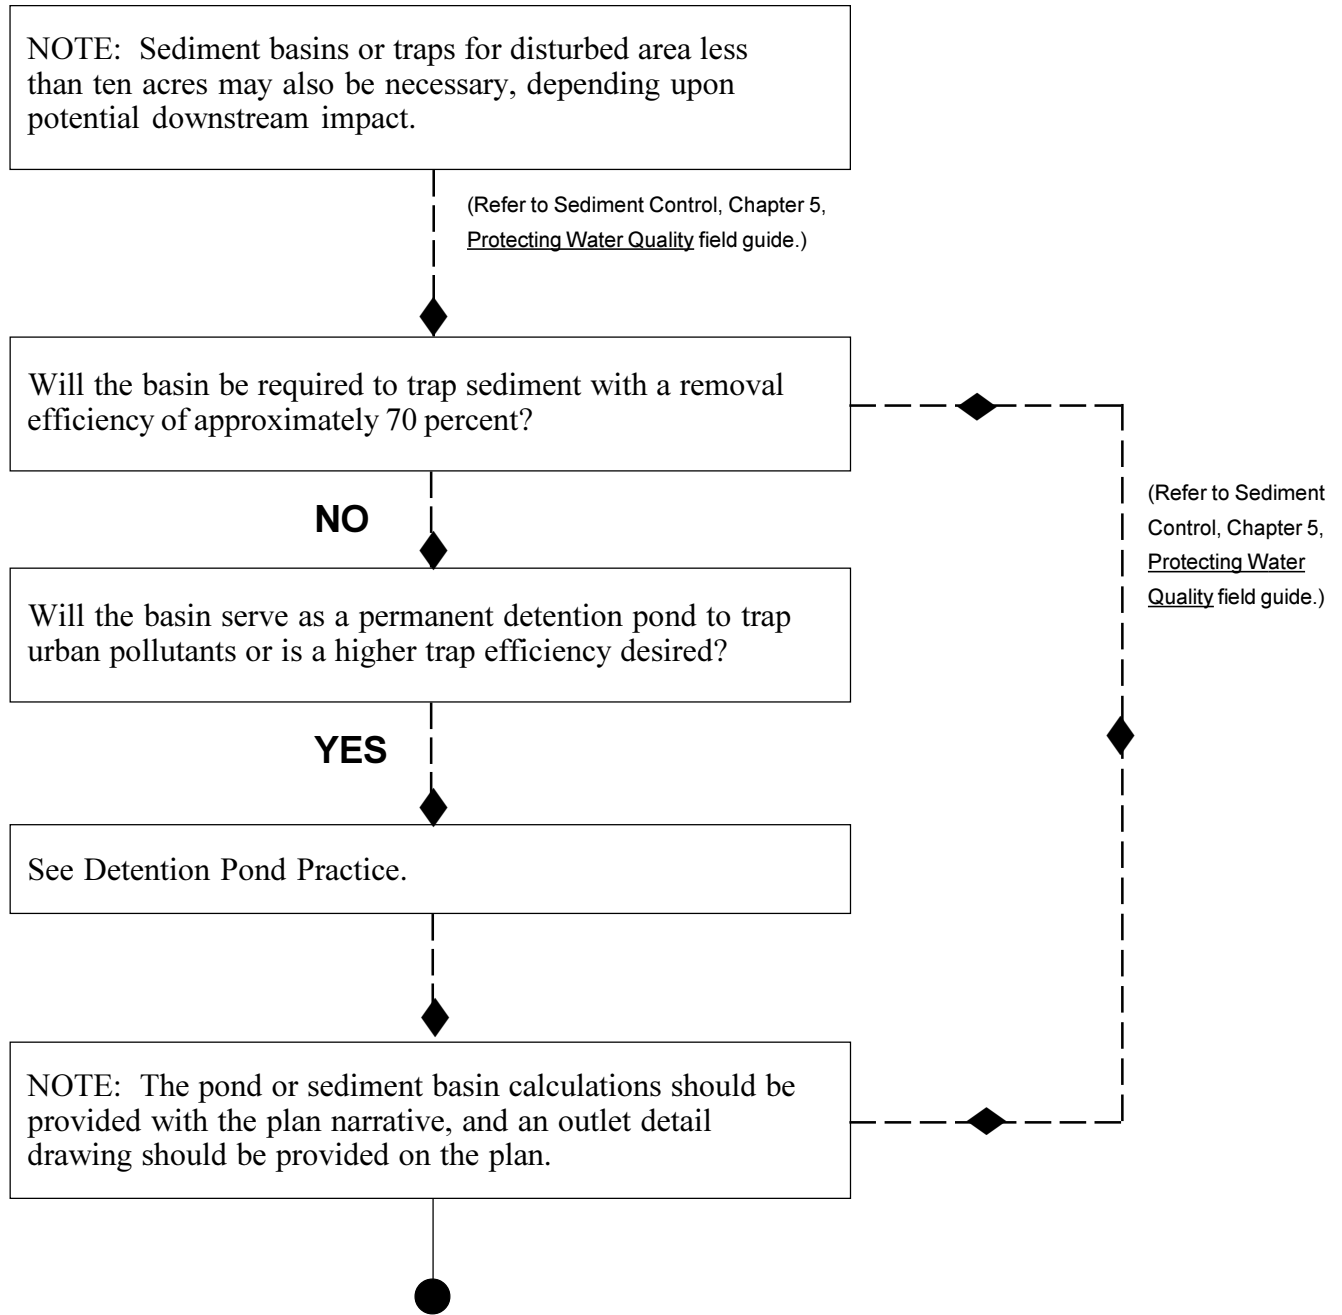 NOTE: Sediment basins or traps for disturbed area less
than ten acres may also be necessary, depending upon
potential downstream impact.
(Refer to Sediment Control, Chapter 5,
Protecting Water Quality field guide.)
Will the basin be required to trap sediment with a removal
efficiency of approximately 70 percent?
(Refer to Sediment
Control, Chapter 5,
Protecting Water
Quality field guide.)
NO
Will the basin serve as a permanent detention pond to trap
urban pollutants or is a higher trap efficiency desired?
YES
See Detention Pond Practice.
NOTE: The pond or sediment basin calculations should be
provided with the plan narrative, and an outlet detail
drawing should be provided on the plan.